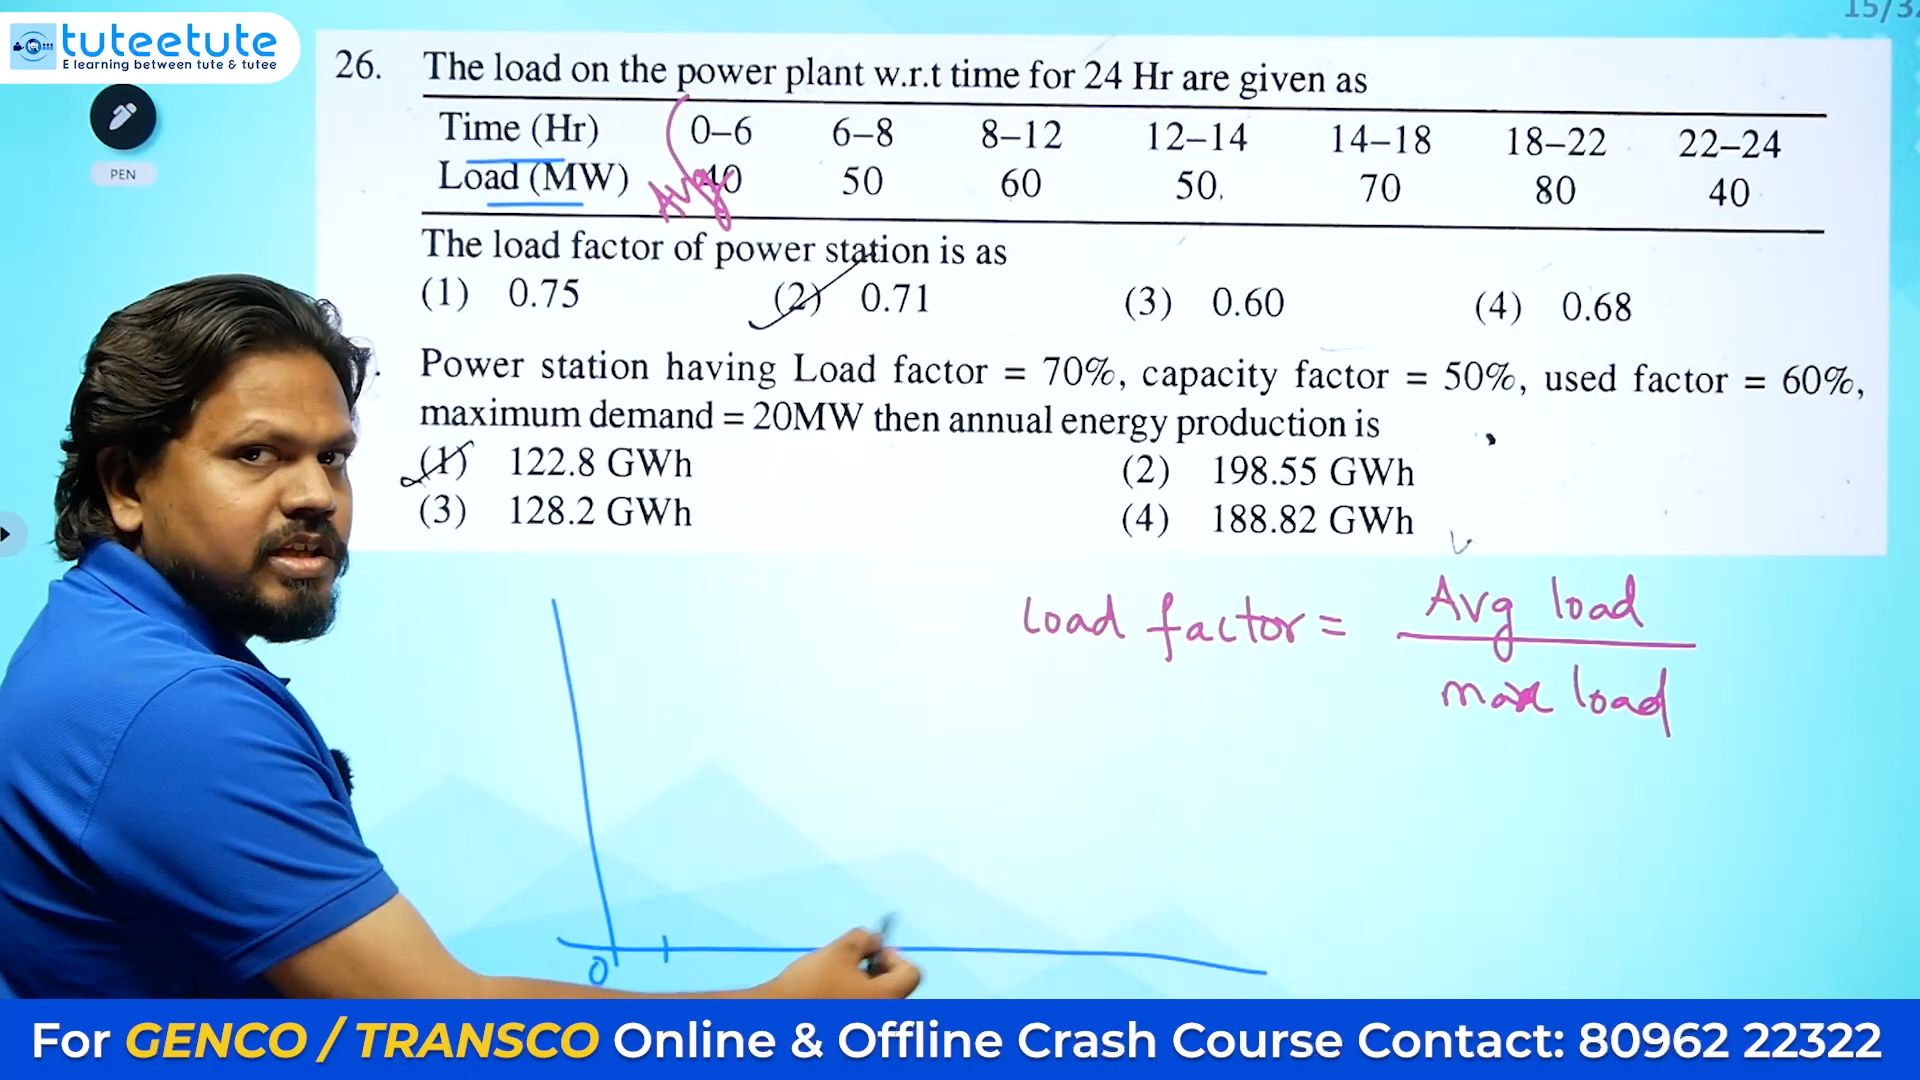 tuteetute
E learning between tute & tutee
15/3
PEN
26. The load on the power plant w.r.t time for 24 Hr are given as
Time (Hr) 0–6 6–8 8–12 12–14 14–18 18–22 22–24
Load (MW) 40 50 60 50 70 80 40
Avg
The load factor of power station is as
(1) 0.75 (2) 0.71 (3) 0.60 (4) 0.68
Power station having Load factor = 70%, capacity factor = 50%, used factor = 60%,
maximum demand = 20MW then annual energy production is
(1) 122.8 GWh (2) 198.55 GWh
(3) 128.2 GWh (4) 188.82 GWh
Load factor = Avg load
max load
0
For GENCO / TRANSCO Online & Offline Crash Course Contact: 80962 22322